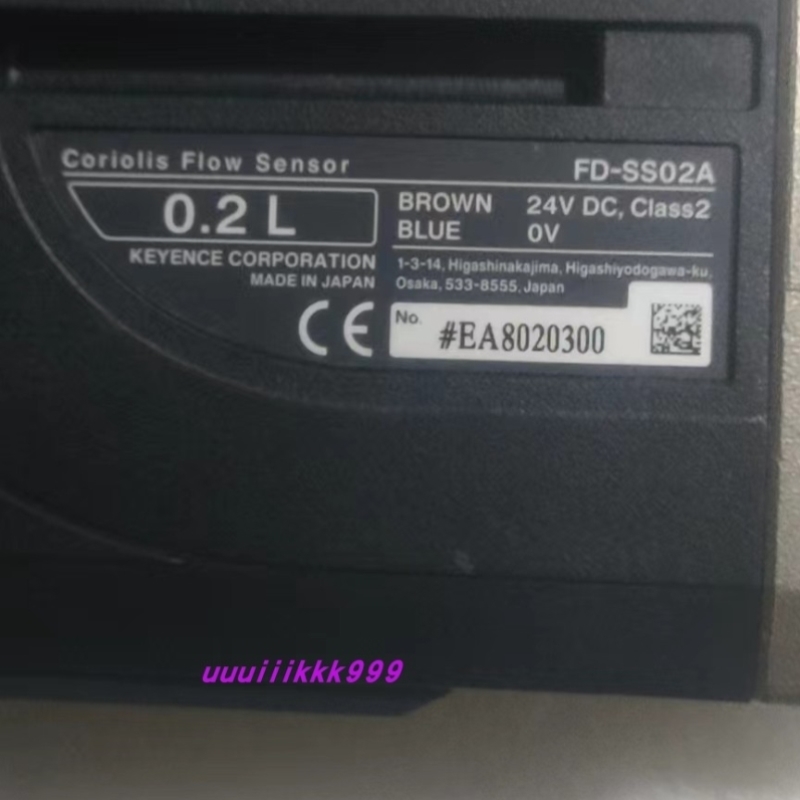 Coriolis Flow Sensor
FD-SS02A
0.2 L
BROWN 24V DC, Class2
BLUE 0V
KEYENCE CORPORATION
MADE IN JAPAN
1-3-14, Higashinakajima, Higashiyodogawa-ku,
Osaka, 533-8555, Japan
CE
No. #EA8020300
uuuiiikkk999